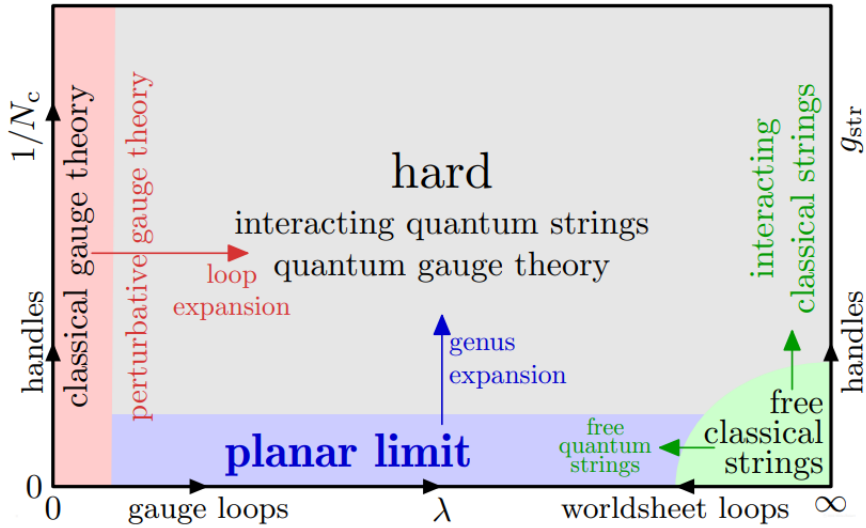 1/N_c
handles
0
classical gauge theory
perturbative gauge theory
loop
expansion
hard
interacting quantum strings
quantum gauge theory
genus
expansion
planar limit
free
quantum
strings
interacting
classical strings
free
classical
strings
g_str
handles
0
gauge loops
λ
worldsheet loops
∞